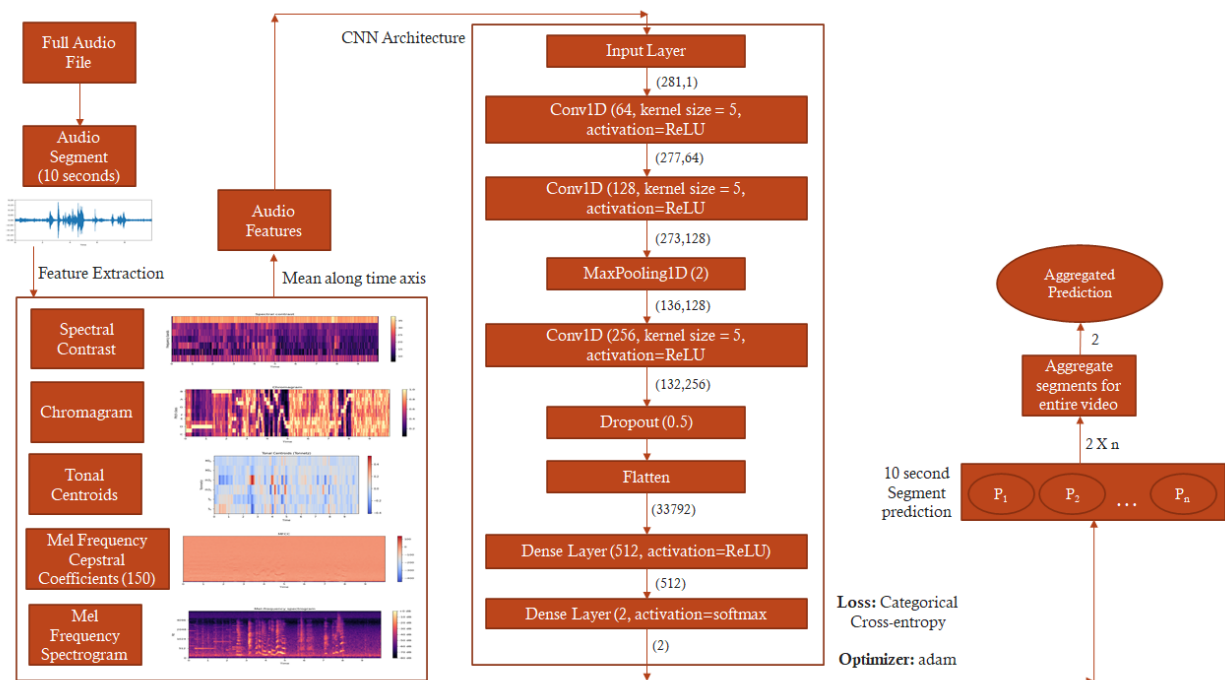 Full Audio
File
Audio
Segment
(10 seconds)
Feature Extraction
Spectral
Contrast
Chromagram
Tonal
Centroids
Mel Frequency
Cepstral
Coefficients (150)
Mel
Frequency
Spectrogram
Mean along time axis
Audio
Features
CNN Architecture
Input Layer
(281,1)
Conv1D (64, kernel size = 5,
activation=ReLU
(277,64)
Conv1D (128, kernel size = 5,
activation=ReLU
(273,128)
MaxPooling1D (2)
(136,128)
Conv1D (256, kernel size = 5,
activation=ReLU
(132,256)
Dropout (0.5)
Flatten
(33792)
Dense Layer (512, activation=ReLU)
(512)
Dense Layer (2, activation=softmax
(2)
Loss: Categorical
Cross-entropy
Optimizer: adam
10 second
Segment
prediction
P1 P2 ... Pn
2 X n
Aggregate
segments for
entire video
2
Aggregated
Prediction